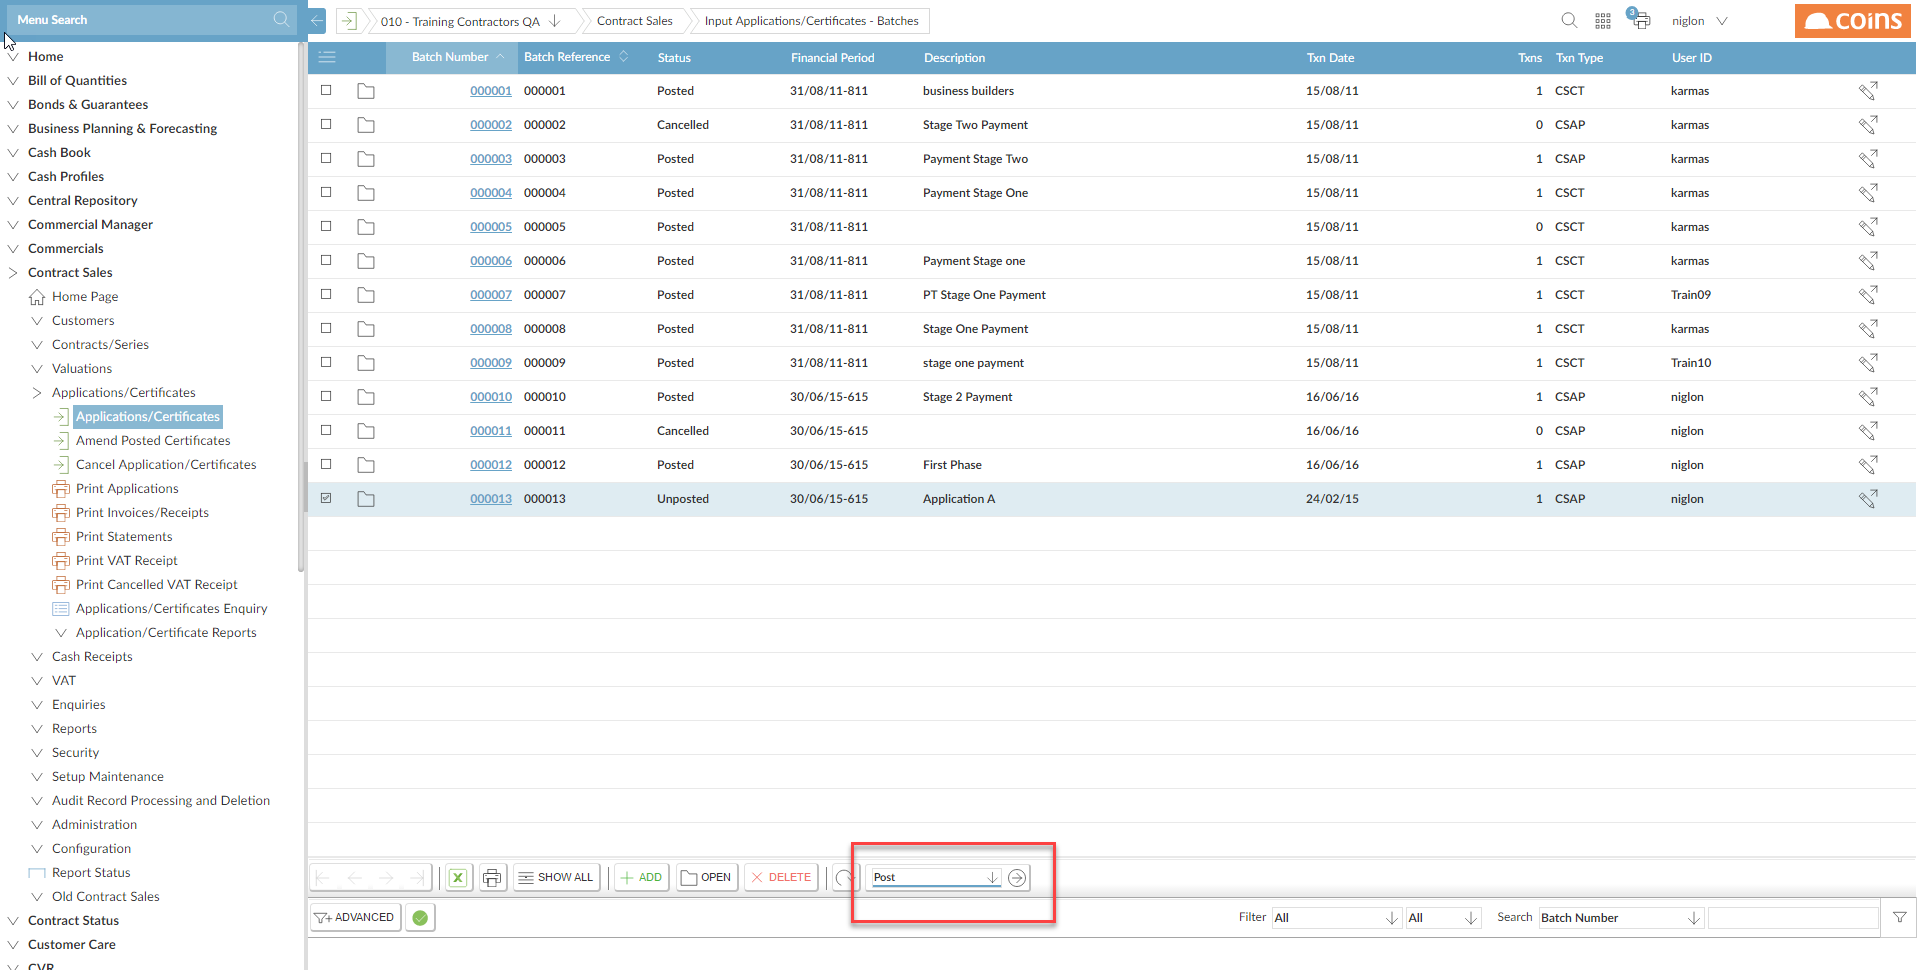 Menu Search
010 - Training Contractors QA
Contract Sales
Input Applications/Certificates - Batches
3
niglon
coins
Home
Bill of Quantities
Bonds & Guarantees
Business Planning & Forecasting
Cash Book
Cash Profiles
Central Repository
Commercial Manager
Commercials
Contract Sales
Home Page
Customers
Contracts/Series
Valuations
Applications/Certificates
Applications/Certificates
Amend Posted Certificates
Cancel Application/Certificates
Print Applications
Print Invoices/Receipts
Print Statements
Print VAT Receipt
Print Cancelled VAT Receipt
Applications/Certificates Enquiry
Application/Certificate Reports
Cash Receipts
VAT
Enquiries
Reports
Security
Setup Maintenance
Audit Record Processing and Deletion
Administration
Configuration
Report Status
Old Contract Sales
Contract Status
Customer Care
CVR
Batch Number Batch Reference Status Financial Period Description Txn Date Txns Txn Type User ID
000001 000001 Posted 31/08/11-811 business builders 15/08/11 1 CSCT karmas
000002 000002 Cancelled 31/08/11-811 Stage Two Payment 15/08/11 0 CSAP karmas
000003 000003 Posted 31/08/11-811 Payment Stage Two 15/08/11 1 CSAP karmas
000004 000004 Posted 31/08/11-811 Payment Stage One 15/08/11 1 CSCT karmas
000005 000005 Posted 31/08/11-811 15/08/11 0 CSCT karmas
000006 000006 Posted 31/08/11-811 Payment Stage one 15/08/11 1 CSCT karmas
000007 000007 Posted 31/08/11-811 PT Stage One Payment 15/08/11 1 CSCT Train09
000008 000008 Posted 31/08/11-811 Stage One Payment 15/08/11 1 CSCT karmas
000009 000009 Posted 31/08/11-811 stage one payment 15/08/11 1 CSCT Train10
000010 000010 Posted 30/06/15-615 Stage 2 Payment 16/06/16 1 CSAP niglon
000011 000011 Cancelled 30/06/15-615 16/06/16 0 CSAP niglon
000012 000012 Posted 30/06/15-615 First Phase 16/06/16 1 CSAP niglon
000013 000013 Unposted 30/06/15-615 Application A 24/02/15 1 CSAP niglon
X SHOW ALL ADD OPEN DELETE Post
ADVANCED Filter All All Search Batch Number